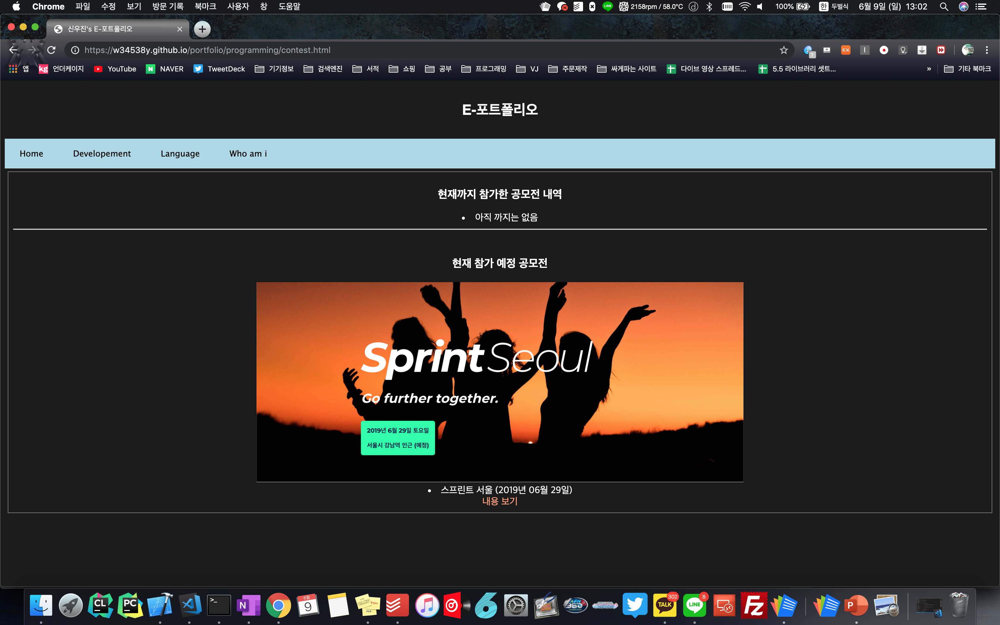 Chrome 파일 수정 보기 방문 기록 북마크 사용자 창 도움말 LINE 2158rpm / 58.0°C 100% 한 두벌식 6월 9일 (일) 13:02
신우진's E-포트폴리오
https://w34538y.github.io/portfolio/programming/contest.html
앱 kg 언더케이지 YouTube N NAVER TweetDeck 기기정보 검색엔진 서적 쇼핑 공부 프로그래밍 VJ 주문제작 싸게파는 사이트 다이브 영상 스프레드... 5.5 라이브러리 셋트... » 기타 북마크
E-포트폴리오
Home Developement Language Who am i
현재까지 참가한 공모전 내역
• 아직 까지는 없음
현재 참가 예정 공모전
Sprint Seoul
Go further together.
2019년 6월 29일 토요일
서울시 강남역 인근 (예정)
• 스프린트 서울 (2019년 06월 29일)
내용 보기
CL PC >_ N 6월 9 6 AFN 360 TALK 302 LINE 8 Fz P